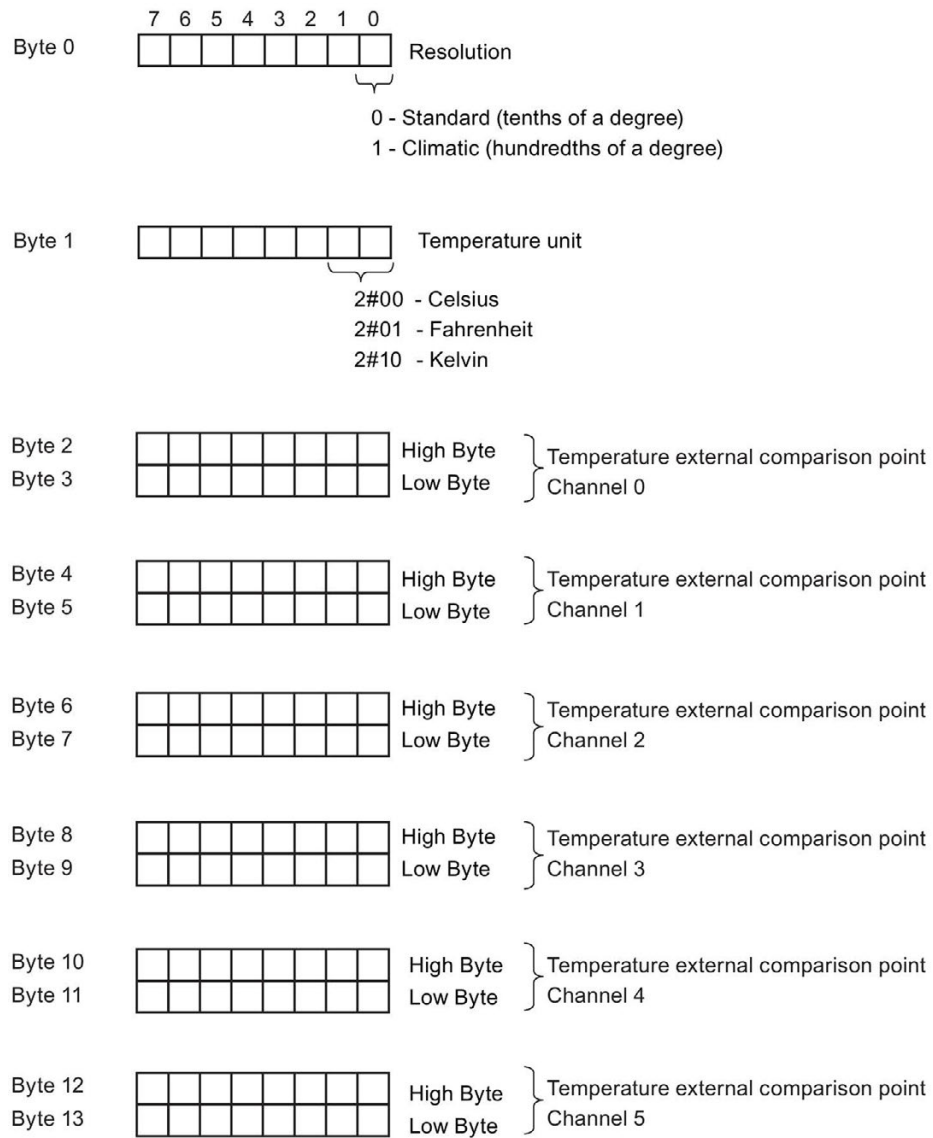 7 6 5 4 3 2 1 0
Byte 0 Resolution
0 - Standard (tenths of a degree)
1 - Climatic (hundredths of a degree)
Byte 1 Temperature unit
2#00 - Celsius
2#01 - Fahrenheit
2#10 - Kelvin
Byte 2 High Byte Temperature external comparison point
Byte 3 Low Byte Channel 0
Byte 4 High Byte Temperature external comparison point
Byte 5 Low Byte Channel 1
Byte 6 High Byte Temperature external comparison point
Byte 7 Low Byte Channel 2
Byte 8 High Byte Temperature external comparison point
Byte 9 Low Byte Channel 3
Byte 10 High Byte Temperature external comparison point
Byte 11 Low Byte Channel 4
Byte 12 High Byte Temperature external comparison point
Byte 13 Low Byte Channel 5